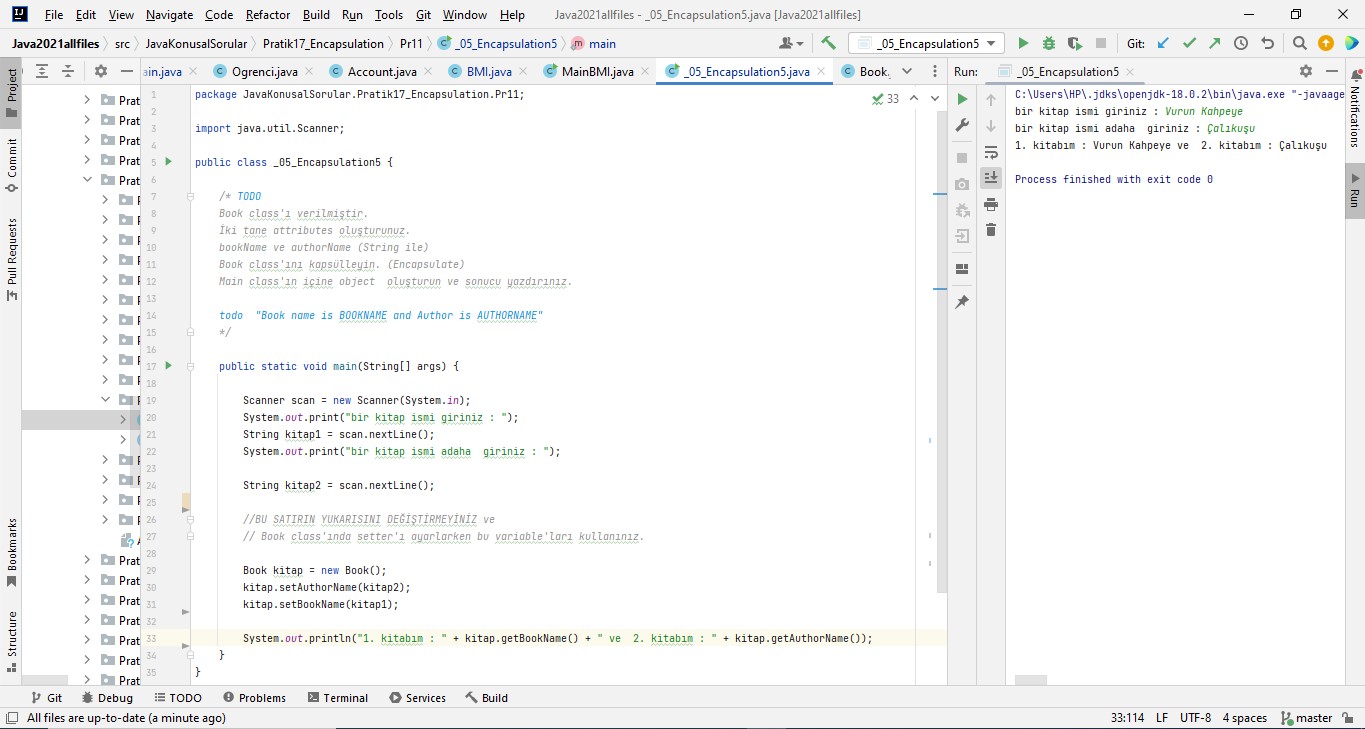 File Edit View Navigate Code Refactor Build Run Tools Git Window Help Java2021allfiles - _05_Encapsulation5.java [Java2021allfiles]
Java2021allfiles src JavaKonusalSorular Pratik17_Encapsulation Pr11 _05_Encapsulation5 main _05_Encapsulation5 Git:
ain.java Ogrenci.java Account.java BMI.java MainBMI.java _05_Encapsulation5.java Book. Run: _05_Encapsulation5
Project
Commit
Pull Requests
Bookmarks
Structure
Prat
Prat
Prat
Prat
Prat
Prat
Prat
Prat
Prat
Prat
Prat
Prat
33
1 package JavaKonusalSorular.Pratik17_Encapsulation.Pr11;
2
3 import java.util.Scanner;
4
5 public class _05_Encapsulation5 {
6
7 /* TODO
8 Book class'ı verilmiştir.
9 İki tane attributes oluşturunuz.
10 bookName ve authorName (String ile)
11 Book class'ını kapsülleyin. (Encapsulate)
12 Main class'ın içine object  oluşturun ve sonucu yazdırınız.
13
14 todo  "Book name is BOOKNAME and Author is AUTHORNAME"
15 */
16
17 public static void main(String[] args) {
18
19 Scanner scan = new Scanner(System.in);
20 System.out.print("bir kitap ismi giriniz : ");
21 String kitap1 = scan.nextLine();
22 System.out.print("bir kitap ismi adaha  giriniz : ");
23
24 String kitap2 = scan.nextLine();
25
26 //BU SATIRIN YUKARISINI DEĞİŞTİRMEYİNİZ ve
27 // Book class'ında setter'ı ayarlarken bu variable'ları kullanınız.
28
29 Book kitap = new Book();
30 kitap.setAuthorName(kitap2);
31 kitap.setBookName(kitap1);
32
33 System.out.println("1. kitabım : " + kitap.getBookName() + " ve  2. kitabım : " + kitap.getAuthorName());
34 }
35 }
C:\Users\HP\.jdks\openjdk-18.0.2\bin\java.exe "-javaage
bir kitap ismi giriniz : Vurun Kahpeye
bir kitap ismi adaha  giriniz : Çalıkuşu
1. kitabım : Vurun Kahpeye ve  2. kitabım : Çalıkuşu
Process finished with exit code 0
Notifications
Run
Git Debug TODO Problems Terminal Services Build
All files are up-to-date (a minute ago) 33:114 LF UTF-8 4 spaces master